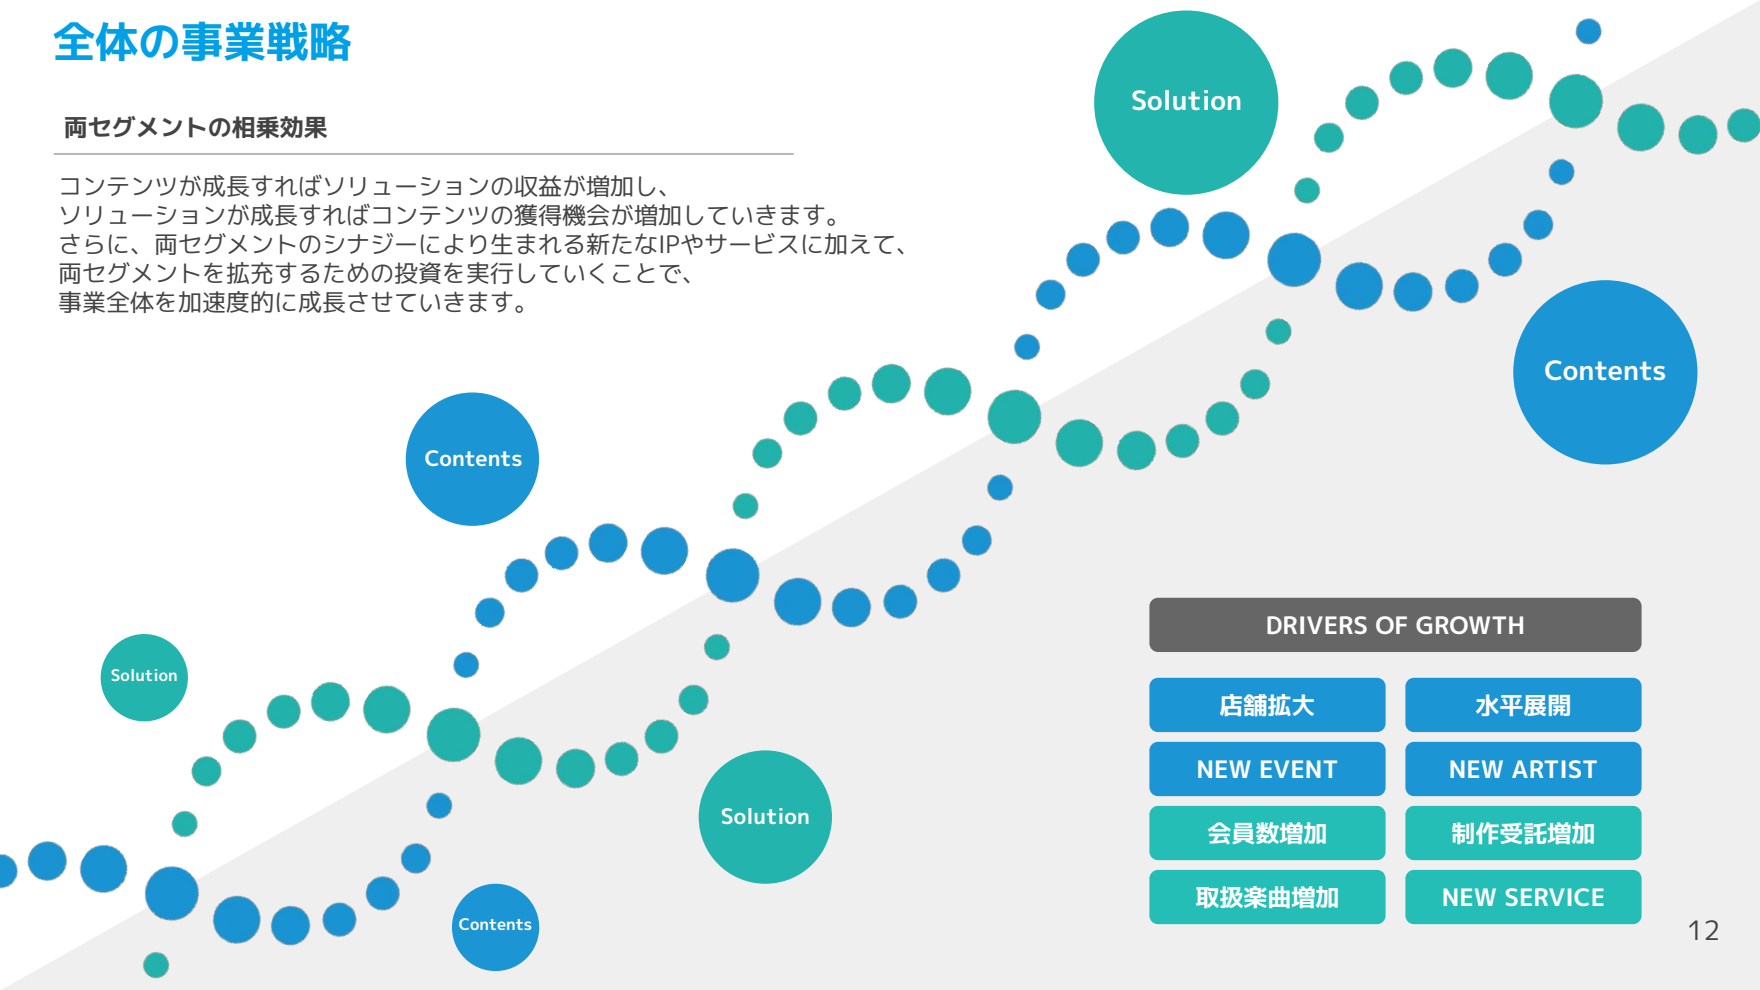 全体の事業戦略
両セグメントの相乗効果
コンテンツが成長すればソリューションの収益が増加し、
ソリューションが成長すればコンテンツの獲得機会が増加していきます。
さらに、両セグメントのシナジーにより生まれる新たなIPやサービスに加えて、
両セグメントを拡充するための投資を実行していくことで、
事業全体を加速度的に成長させていきます。
Solution
Contents
Contents
Solution
Solution
Contents
DRIVERS OF GROWTH
店舗拡大
水平展開
NEW EVENT
NEW ARTIST
会員数増加
制作受託増加
取扱楽曲増加
NEW SERVICE
12